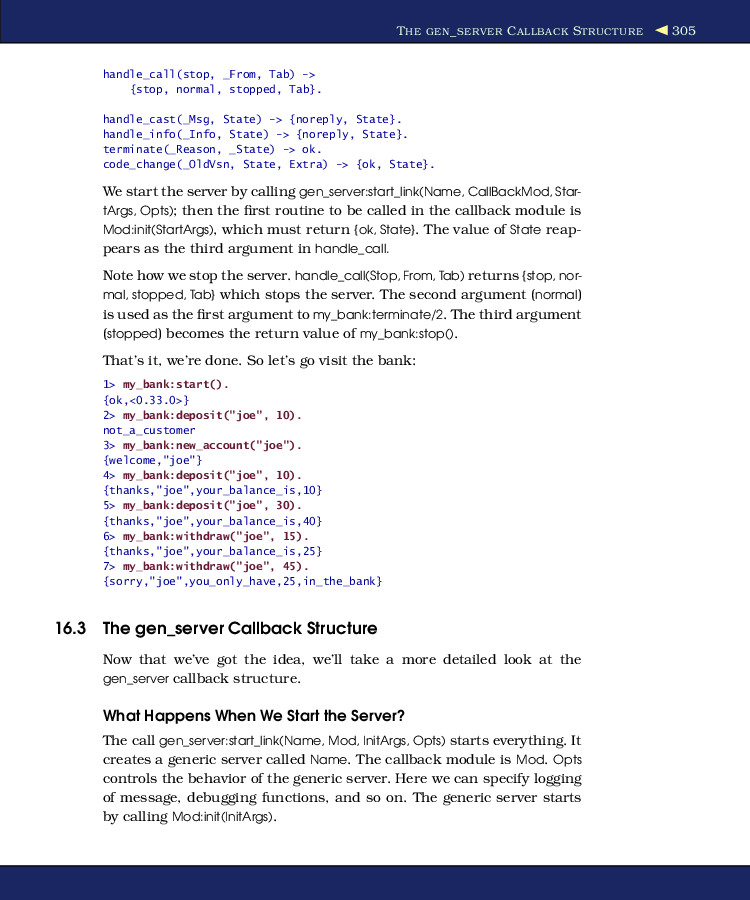 THE GEN_SERVER CALLBACK STRUCTURE ◀ 305
handle_call(stop, _From, Tab) ->
    {stop, normal, stopped, Tab}.
handle_cast(_Msg, State) -> {noreply, State}.
handle_info(_Info, State) -> {noreply, State}.
terminate(_Reason, _State) -> ok.
code_change(_OldVsn, State, Extra) -> {ok, State}.
We start the server by calling gen_server:start_link(Name, CallBackMod, Star-
tArgs, Opts); then the first routine to be called in the callback module is
Mod:init(StartArgs), which must return {ok, State}. The value of State reap-
pears as the third argument in handle_call.
Note how we stop the server. handle_call(Stop, From, Tab) returns {stop, nor-
mal, stopped, Tab} which stops the server. The second argument (normal)
is used as the first argument to my_bank:terminate/2. The third argument
(stopped) becomes the return value of my_bank:stop().
That's it, we're done. So let's go visit the bank:
1> my_bank:start().
{ok,<0.33.0>}
2> my_bank:deposit("joe", 10).
not_a_customer
3> my_bank:new_account("joe").
{welcome,"joe"}
4> my_bank:deposit("joe", 10).
{thanks,"joe",your_balance_is,10}
5> my_bank:deposit("joe", 30).
{thanks,"joe",your_balance_is,40}
6> my_bank:withdraw("joe", 15).
{thanks,"joe",your_balance_is,25}
7> my_bank:withdraw("joe", 45).
{sorry,"joe",you_only_have,25,in_the_bank}
16.3 The gen_server Callback Structure
Now that we've got the idea, we'll take a more detailed look at the
gen_server callback structure.
What Happens When We Start the Server?
The call gen_server:start_link(Name, Mod, InitArgs, Opts) starts everything. It
creates a generic server called Name. The callback module is Mod. Opts
controls the behavior of the generic server. Here we can specify logging
of message, debugging functions, and so on. The generic server starts
by calling Mod:init(InitArgs).